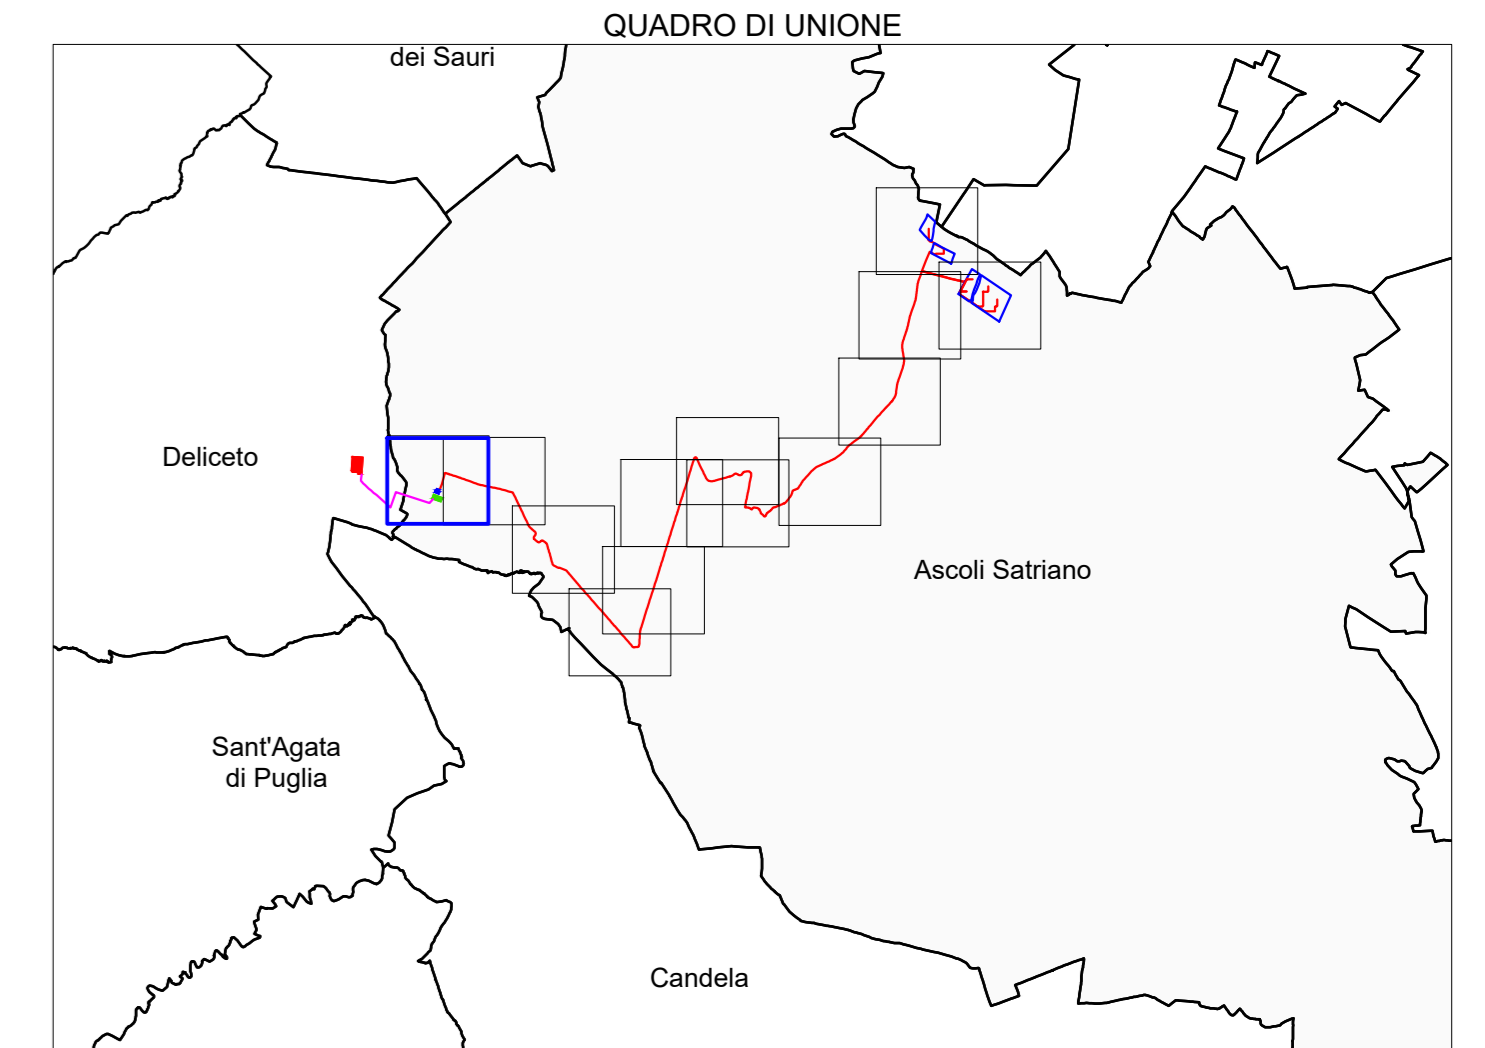 QUADRO DI UNIONE
dei Sauri
Deliceto
Ascoli Satriano
Sant'Agata
di Puglia
Candela